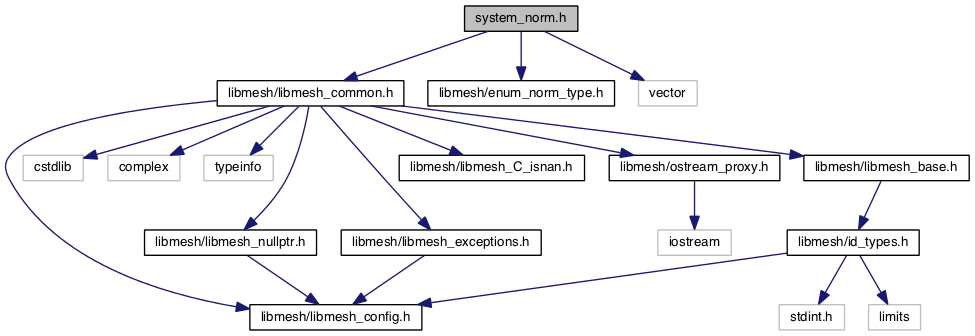 system_norm.h
libmesh/libmesh_common.h
libmesh/enum_norm_type.h
vector
cstdlib
complex
typeinfo
libmesh/libmesh_C_isnan.h
libmesh/ostream_proxy.h
libmesh/libmesh_base.h
libmesh/libmesh_nullptr.h
libmesh/libmesh_exceptions.h
iostream
libmesh/id_types.h
libmesh/libmesh_config.h
stdint.h
limits